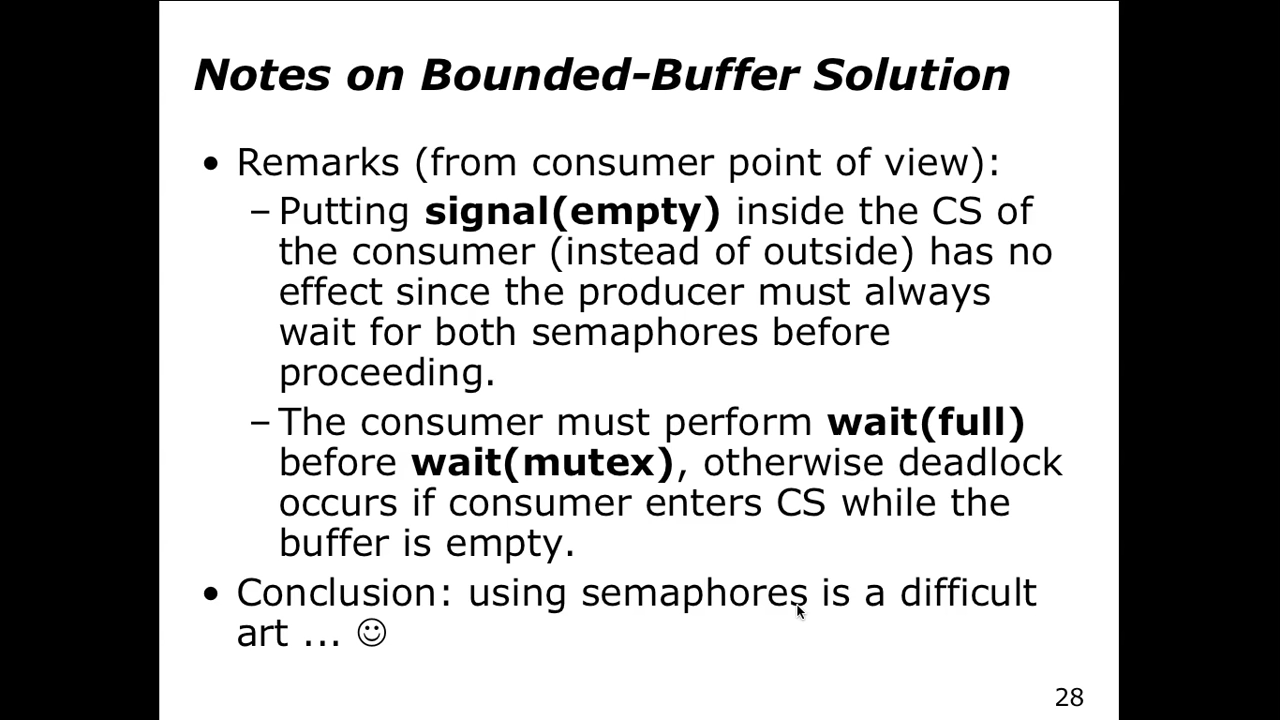 Notes on Bounded-Buffer Solution
• Remarks (from consumer point of view):
– Putting signal(empty) inside the CS of
the consumer (instead of outside) has no
effect since the producer must always
wait for both semaphores before
proceeding.
– The consumer must perform wait(full)
before wait(mutex), otherwise deadlock
occurs if consumer enters CS while the
buffer is empty.
• Conclusion: using semaphores is a difficult
art ... ☺
28